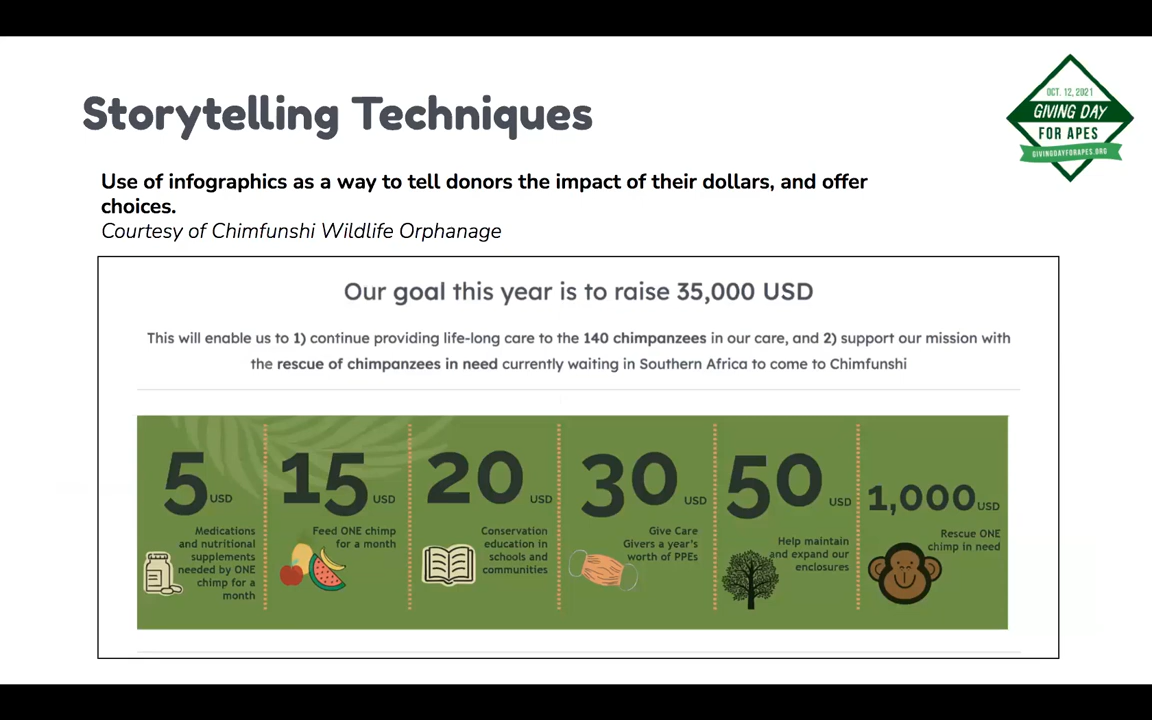 OCT. 12, 2021
GIVING DAY
FOR APES
GIVINGDAYFORAPES.ORG
Storytelling Techniques
Use of infographics as a way to tell donors the impact of their dollars, and offer
choices.
Courtesy of Chimfunshi Wildlife Orphanage
Our goal this year is to raise 35,000 USD
This will enable us to 1) continue providing life-long care to the 140 chimpanzees in our care, and 2) support our mission with
the rescue of chimpanzees in need currently waiting in Southern Africa to come to Chimfunshi
5 USD
Medications
and nutritional
supplements
needed by ONE
chimp for a
month
15 USD
Feed ONE chimp
for a month
20 USD
Conservation
education in
schools and
communities
30 USD
Give Care
Givers a year's
worth of PPEs
50 USD
Help maintain
and expand our
enclosures
1,000 USD
Rescue ONE
chimp in need